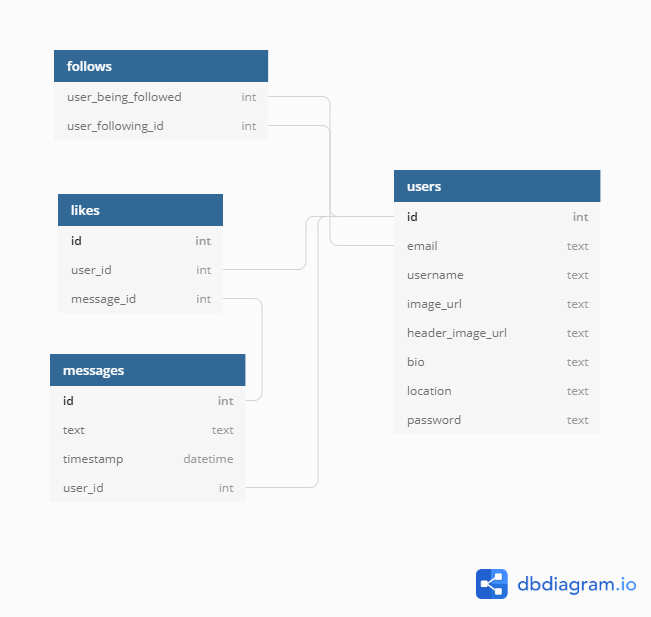 follows
user_being_followed int
user_following_id int
likes
id int
user_id int
message_id int
messages
id int
text text
timestamp datetime
user_id int
users
id int
email text
username text
image_url text
header_image_url text
bio text
location text
password text
dbdiagram.io